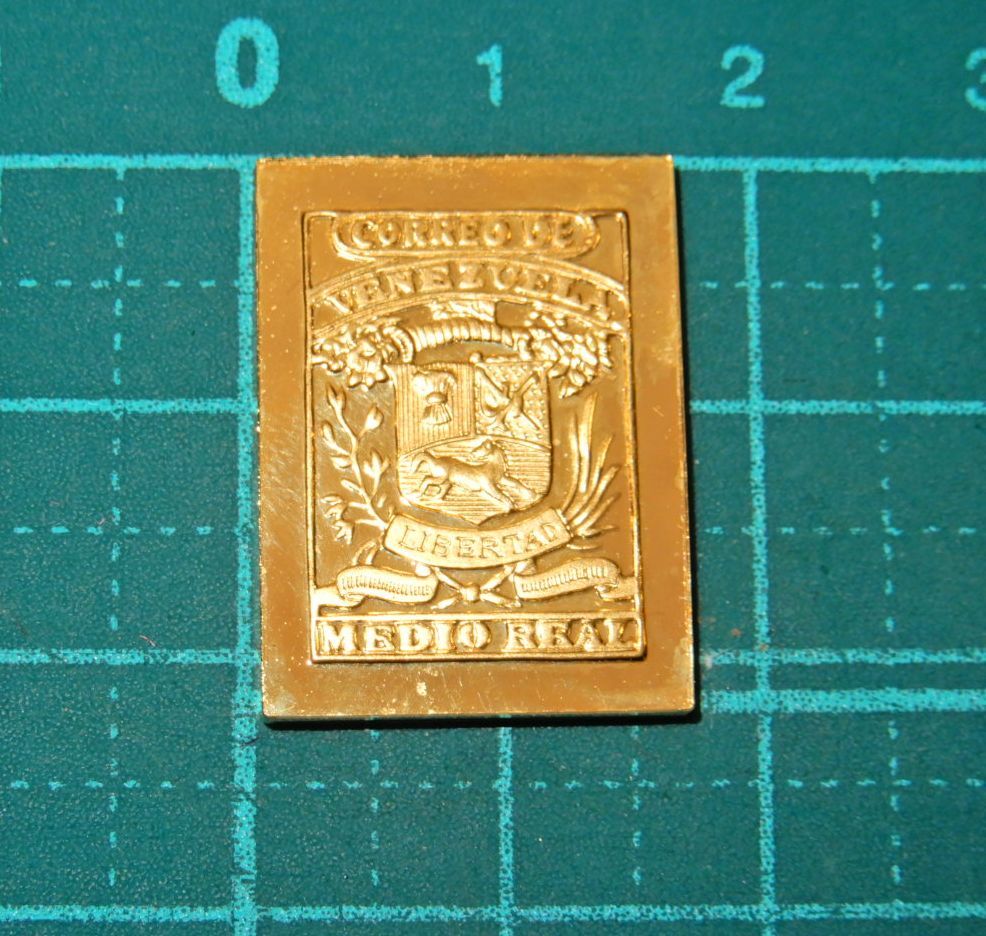 0 1 2 3
CORREO DE
VENEZUELA
LIBERTAD
MEDIO REAL